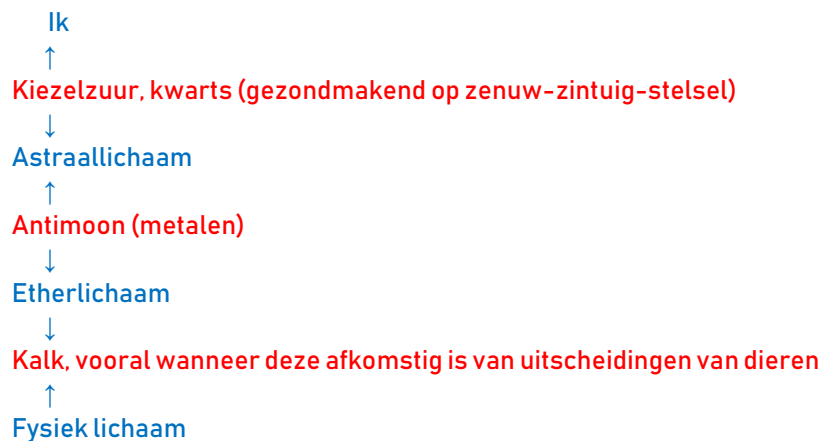 Ik
↑
Kiezelzuur, kwarts (gezondmakend op zenuw-zintuig-stelsel)
↓
Astraallichaam
↑
Antimoon (metalen)
↓
Etherlichaam
↓
Kalk, vooral wanneer deze afkomstig is van uitscheidingen van dieren
↑
Fysiek lichaam